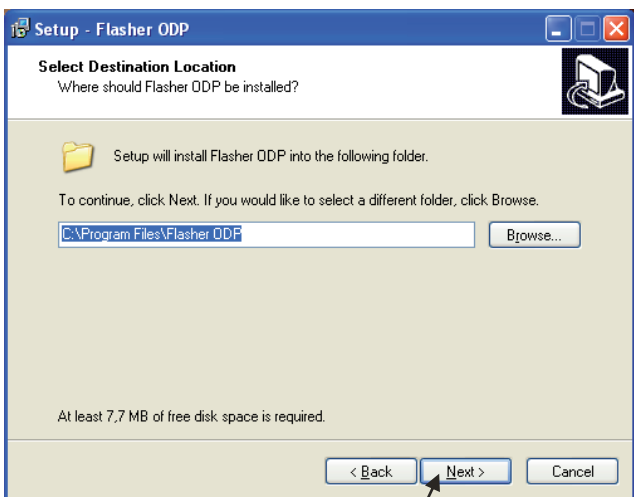 Setup - Flasher ODP
Select Destination Location
Where should Flasher ODP be installed?
Setup will install Flasher ODP into the following folder.
To continue, click Next. If you would like to select a different folder, click Browse.
C:\Program Files\Flasher ODP
Browse...
At least 7,7 MB of free disk space is required.
< Back
Next >
Cancel